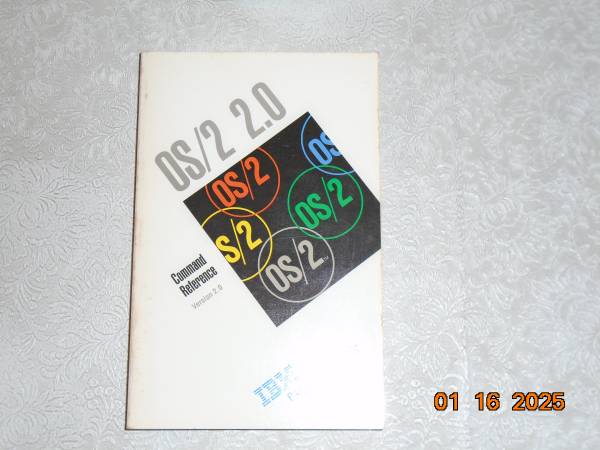 OS/2 2.0
OS/2
OS
OS/2
S/2
OS/2
Command
Reference
Version 2.0
IBM
01 16 2025